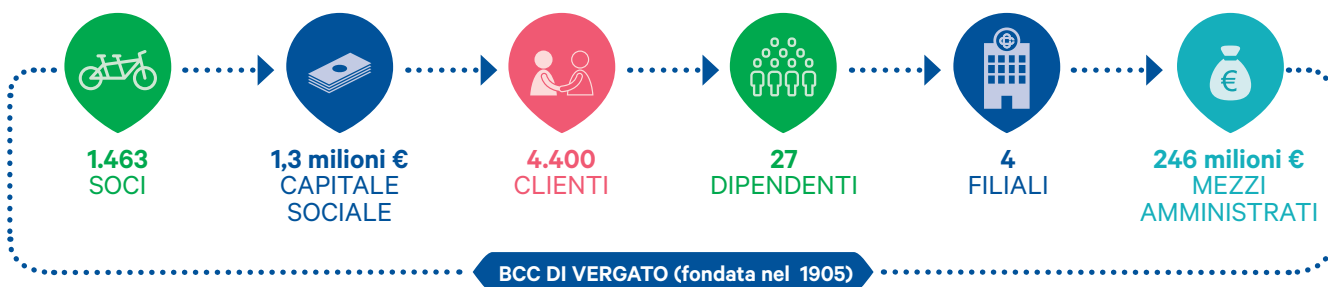 1.463
SOCI
1,3 milioni €
CAPITALE
SOCIALE
4.400
CLIENTI
27
DIPENDENTI
4
FILIALI
€
246 milioni €
MEZZI
AMMINISTRATI
BCC DI VERGATO (fondata nel 1905)